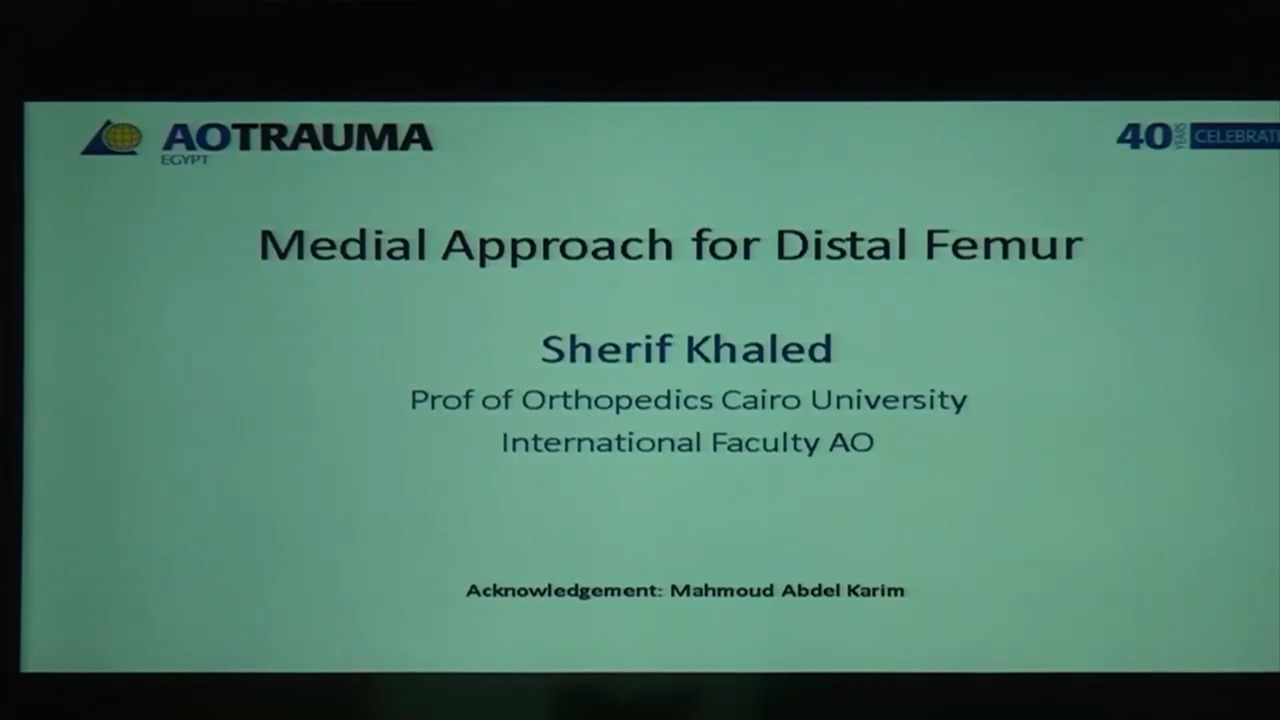 AOTRAUMA
EGYPT
40 YEARS
Medial Approach for Distal Femur
Sherif Khaled
Prof of Orthopedics Cairo University
International Faculty AO
Acknowledgement: Mahmoud Abdel Karim